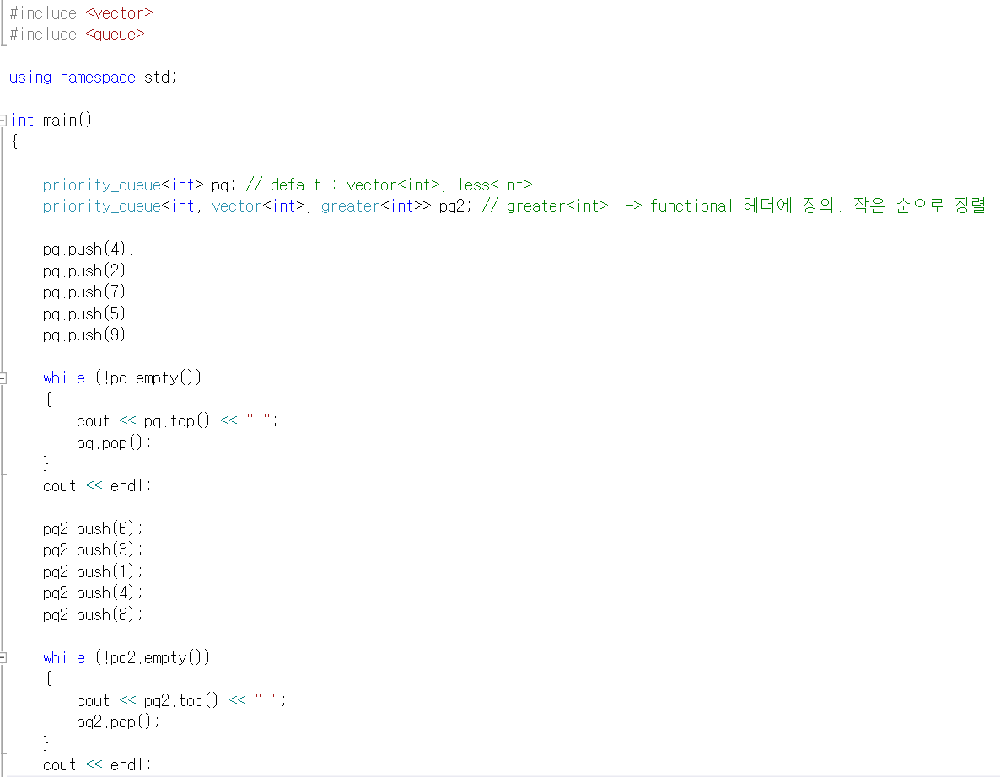 #include <vector>
#include <queue>
using namespace std;
int main()
{
priority_queue<int> pq; // defalt : vector<int>, less<int>
priority_queue<int, vector<int>, greater<int>> pq2; // greater<int> -> functional 헤더에 정의. 작은 순으로 정렬
pq.push(4);
pq.push(2);
pq.push(7);
pq.push(5);
pq.push(9);
while (!pq.empty())
{
cout << pq.top() << " ";
pq.pop();
}
cout << endl;
pq2.push(6);
pq2.push(3);
pq2.push(1);
pq2.push(4);
pq2.push(8);
while (!pq2.empty())
{
cout << pq2.top() << " ";
pq2.pop();
}
cout << endl;